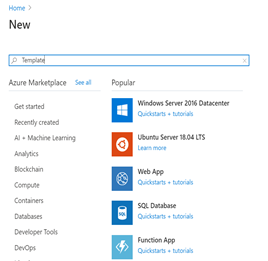 Home
New
Template
Azure Marketplace See all
Popular
Get started
Recently created
AI + Machine Learning
Analytics
Blockchain
Compute
Containers
Databases
Developer Tools
DevOps
Windows Server 2016 Datacenter
Quickstarts + tutorials
Ubuntu Server 18.04 LTS
Learn more
Web App
Quickstarts + tutorials
SQL Database
Quickstarts + tutorials
Function App
Quickstarts + tutorials